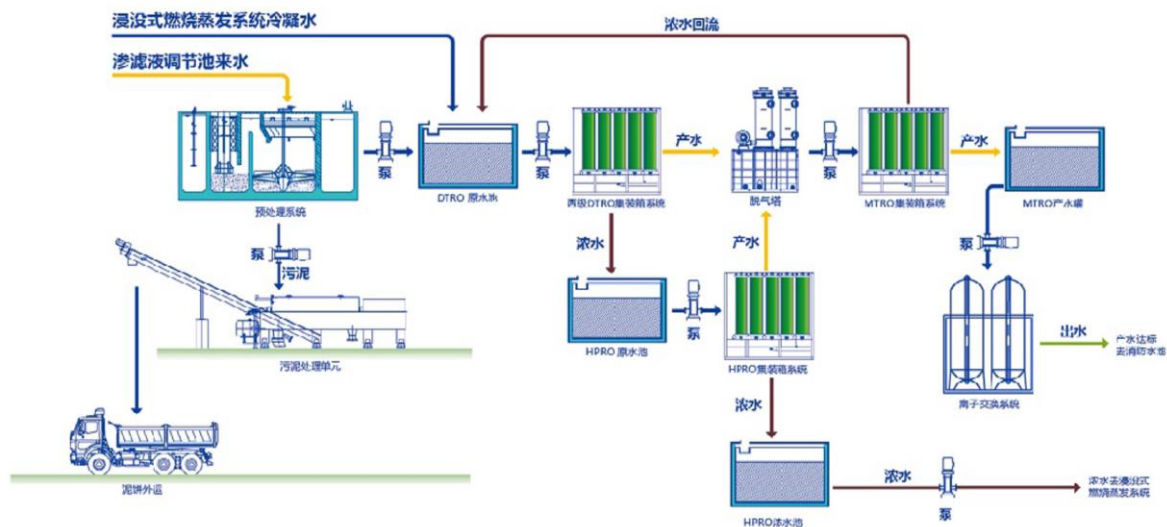 浸没式燃烧蒸发系统冷凝水
浓水回流
渗滤液调节池来水
产水
产水
泵
泵
泵
DTRO 原水池
两级DTRO集装箱系统
脱气塔
MTRO集装箱系统
MTRO产水罐
预处理系统
泵
污泥
浓水
产水
泵
泵
HPRO 原水池
HPRO集装箱系统
出水
产水达标
去消防水池
污泥处理单元
浓水
离子交换系统
泥饼外运
浓水
泵
浓水去浸没式
燃烧蒸发系统
HPRO浓水池